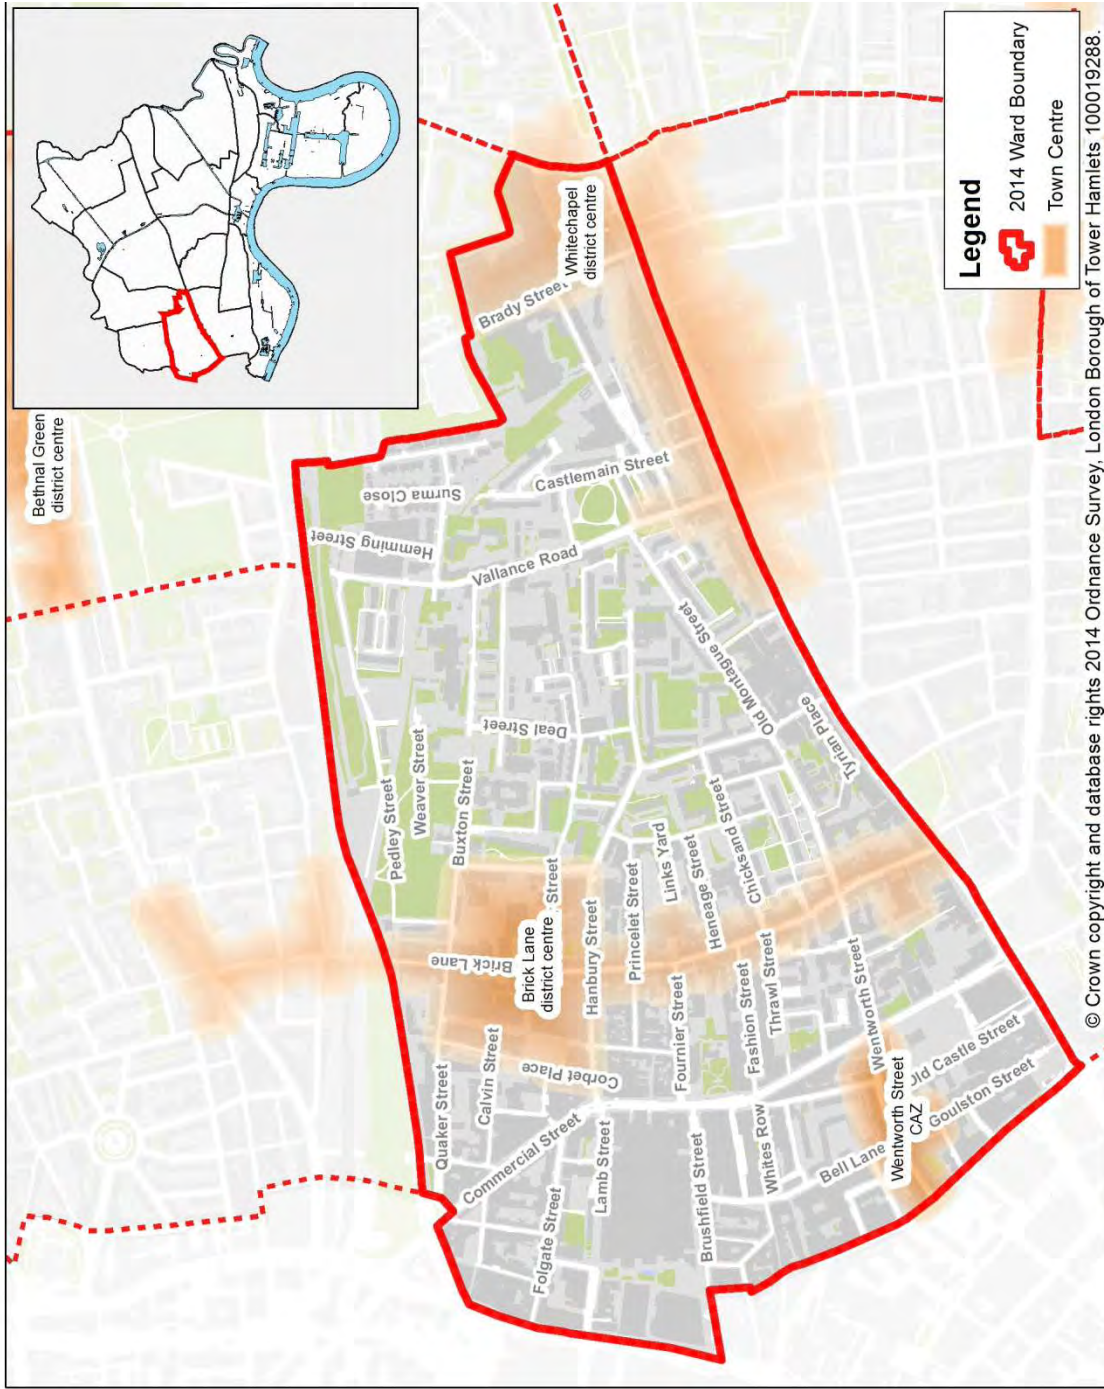 Bethnal Green
district centre
Whitechapel
district centre
Brady Street
Castlemain Street
Surma Close
Hemming Street
Vallance Road
Old Montague Street
Tyrian Place
Deal Street
Pedley Street
Weaver Street
Buxton Street
Street
Links Yard
Chicksand Street
Heneage Street
Princelet Street
Hanbury Street
Brick Lane
Brick Lane
district centre
Fournier Street
Fashion Street
Thrawl Street
Wentworth Street
Corbet Place
Calvin Street
Quaker Street
Commercial Street
Lamb Street
Folgate Street
Brushfield Street
Whites Row
Bell Lane
Wentworth Street
CAZ
Old Castle Street
Goulston Street
Legend
2014 Ward Boundary
Town Centre
© Crown copyright and database rights 2014 Ordnance Survey, London Borough of Tower Hamlets 100019288.